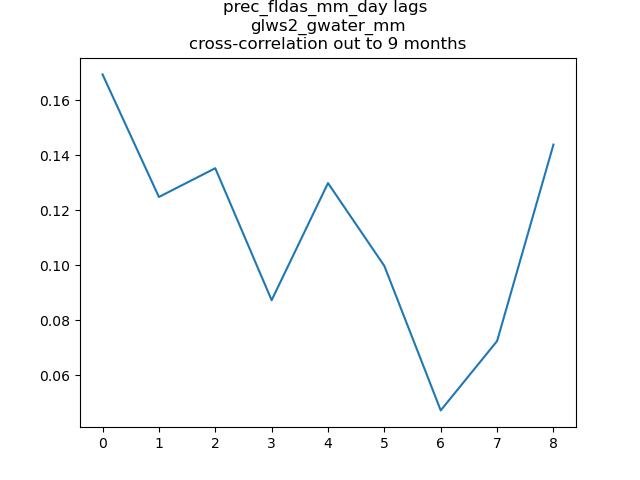 prec_fldas_mm_day lags
glws2_gwater_mm
cross-correlation out to 9 months
0.16
0.14
0.12
0.10
0.08
0.06
0 1 2 3 4 5 6 7 8